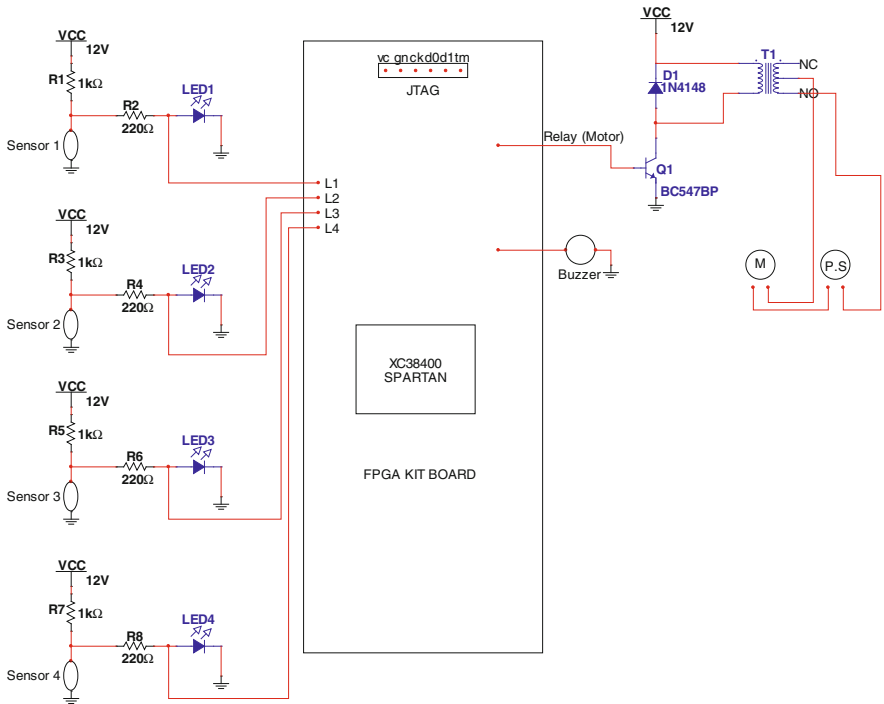 VCC
12V
R1
1kΩ
R2
220Ω
LED1
Sensor 1
VCC
12V
R3
1kΩ
R4
220Ω
LED2
Sensor 2
VCC
12V
R5
1kΩ
R6
220Ω
LED3
Sensor 3
VCC
12V
R7
1kΩ
R8
220Ω
LED4
Sensor 4
vc gnckd0d1tm
JTAG
L1
L2
L3
L4
XC38400
SPARTAN
FPGA KIT BOARD
Relay (Motor)
Buzzer
VCC
12V
D1
1N4148
T1
NC
NO
Q1
BC547BP
M
P.S